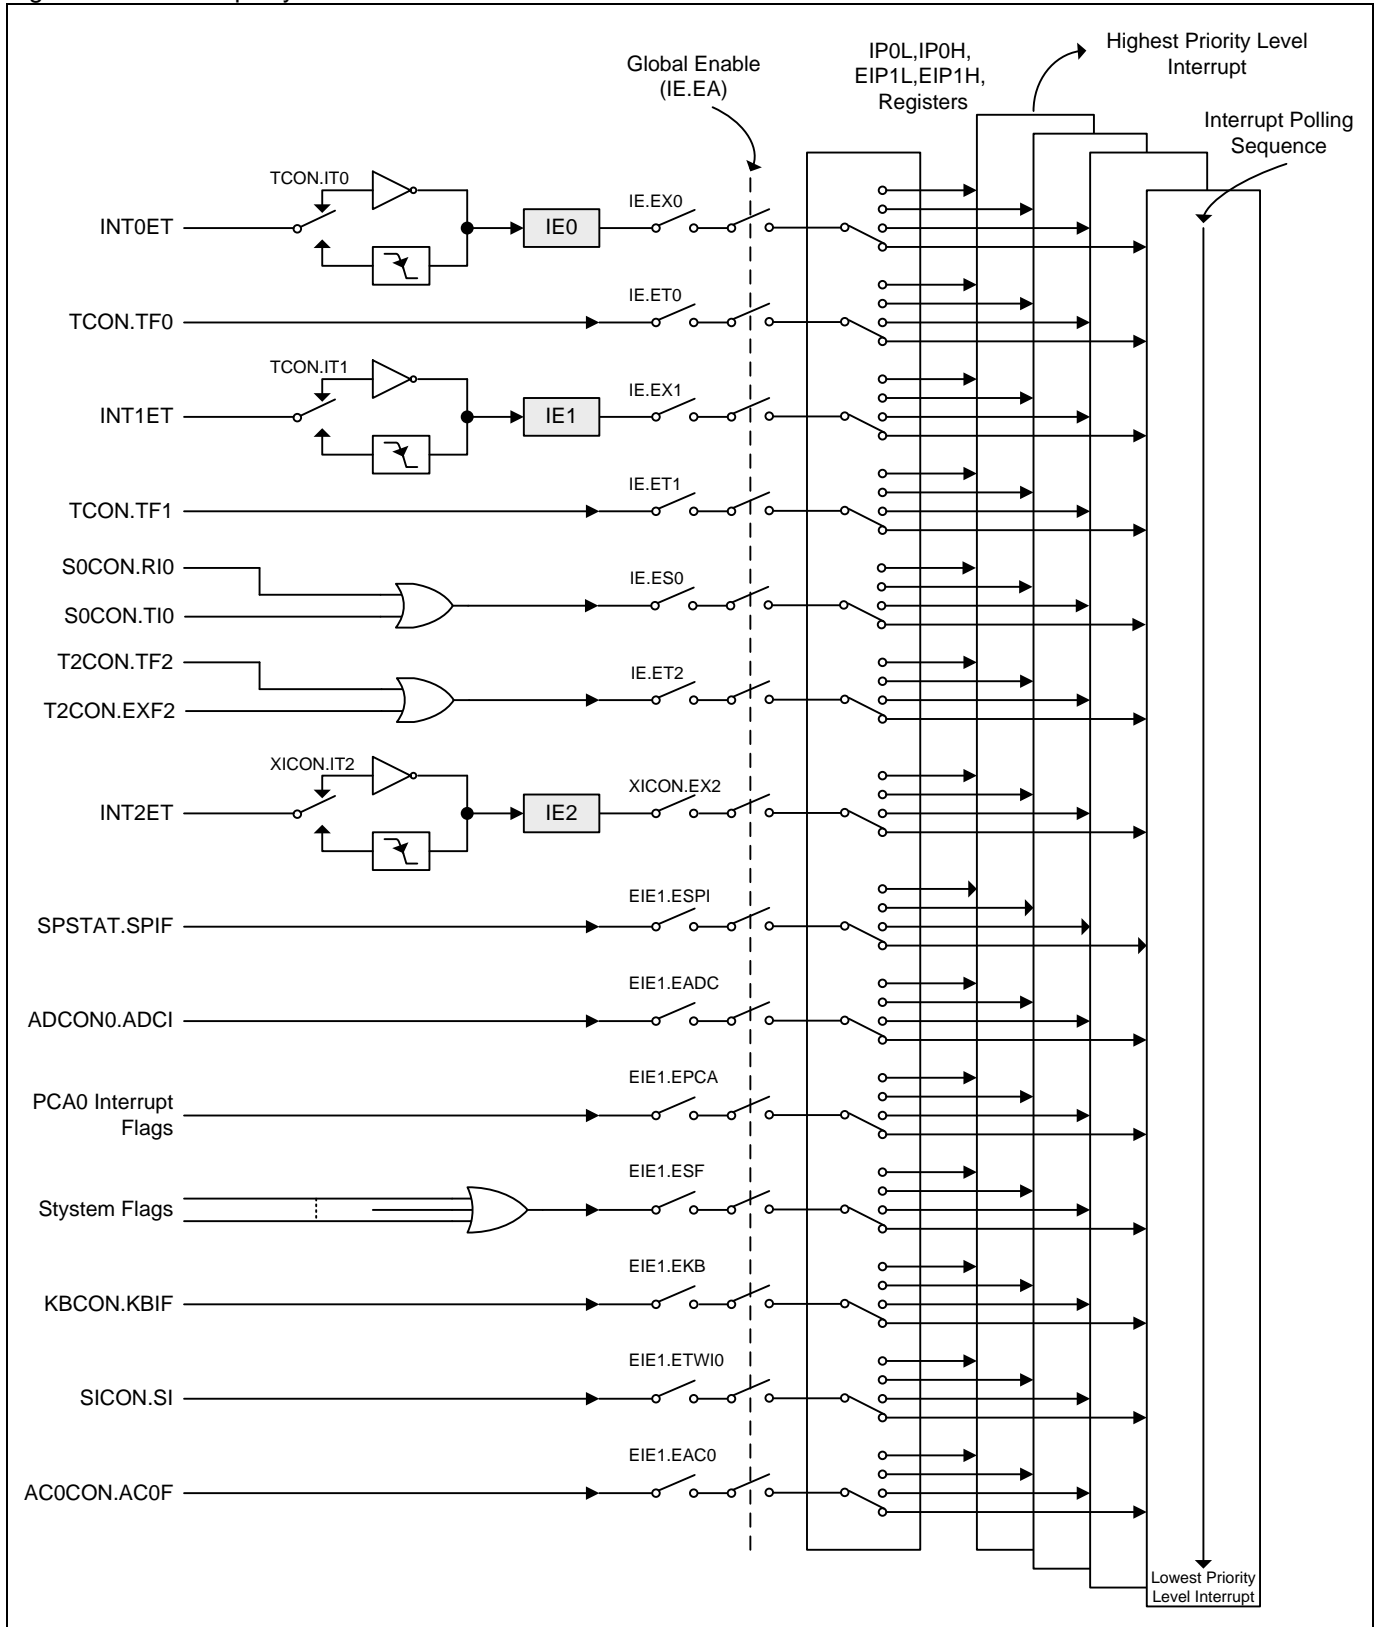 Highest Priority Level
Interrupt
IP0L,IP0H,
EIP1L,EIP1H,
Registers
Global Enable
(IE.EA)
Interrupt Polling
Sequence
TCON.IT0
INT0ET
IE0
IE.EX0
TCON.TF0
IE.ET0
TCON.IT1
INT1ET
IE1
IE.EX1
TCON.TF1
IE.ET1
S0CON.RI0
S0CON.TI0
IE.ES0
T2CON.TF2
T2CON.EXF2
IE.ET2
XICON.IT2
INT2ET
IE2
XICON.EX2
SPSTAT.SPIF
EIE1.ESPI
ADCON0.ADCI
EIE1.EADC
PCA0 Interrupt
Flags
EIE1.EPCA
Stystem Flags
EIE1.ESF
KBCON.KBIF
EIE1.EKB
SICON.SI
EIE1.ETWI0
AC0CON.AC0F
EIE1.EAC0
Lowest Priority
Level Interrupt